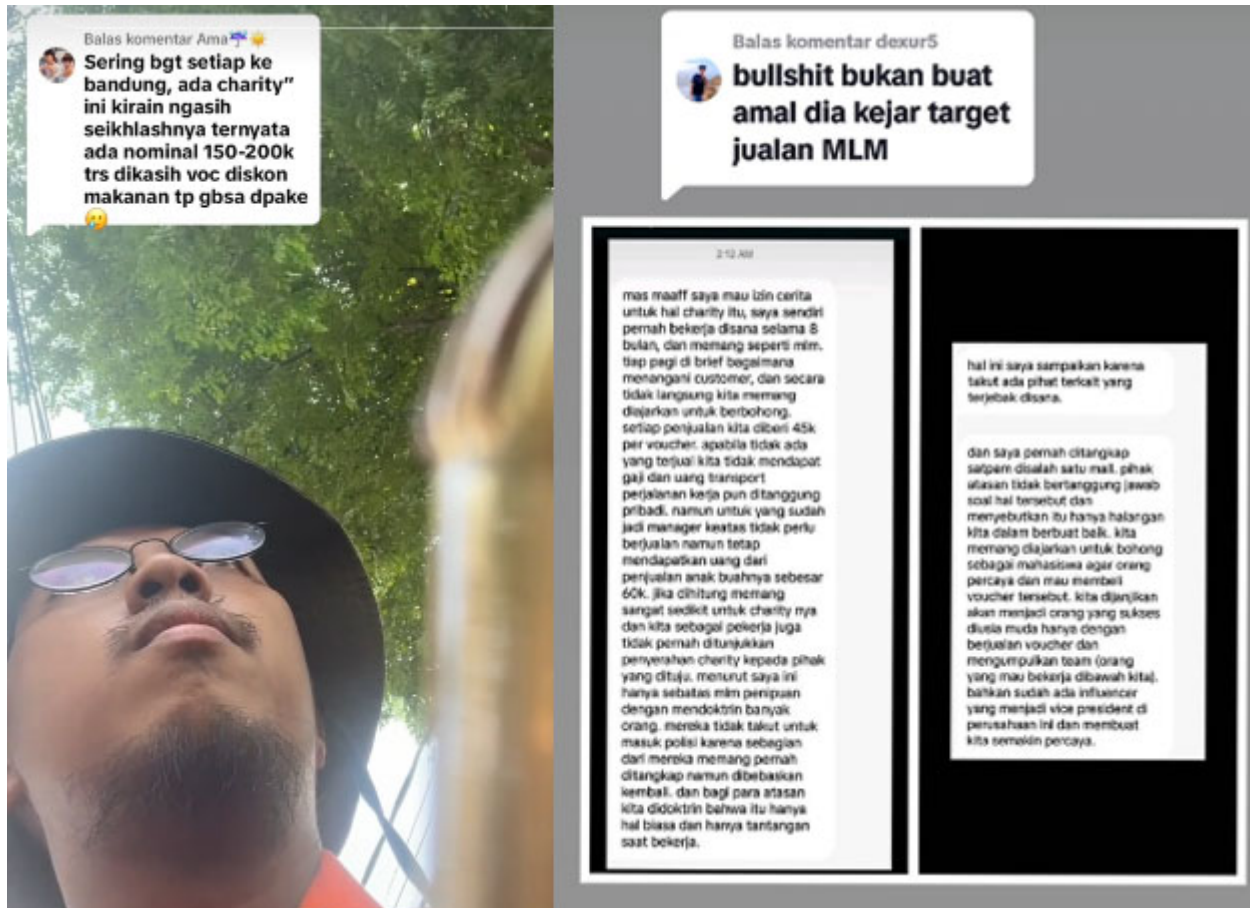 Balas komentar Ama☔☀️
Sering bgt setiap ke
bandung, ada charity”
ini kirain ngasih
seikhlashnya ternyata
ada nominal 150-200k
trs dikasih voc diskon
makanan tp gbsa dpake
🥲
Balas komentar dexur5
bullshit bukan buat
amal dia kejar target
jualan MLM
2:12 AM
mas maaff saya mau izin cerita
untuk hal charity itu, saya sendiri
pernah bekerja disana selama 8
bulan, dan memang seperti mlm.
tiap pagi di brief bagaimana
menangani customer, dan secara
tidak langsung kita memang
diajarkan untuk berbohong.
setiap penjualan kita diberi 45k
per voucher. apabila tidak ada
yang terjual kita tidak mendapat
gaji dan uang transport
perjalanan kerja pun ditanggung
pribadi. namun untuk yang sudah
jadi manager keatas tidak perlu
berjualan namun tetap
mendapatkan uang dari
penjualan anak buahnya sebesar
60k. jika dihitung memang
sangat sedikit untuk charity nya
dan kita sebagai pekerja juga
tidak pernah ditunjukkan
penyerahan charity kepada pihak
yang dituju. menurut saya ini
hanya sebatas mlm penipuan
dengan mendoktrin banyak
orang. mereka tidak takut untuk
masuk polisi karena sebagian
dari mereka memang pernah
ditangkap namun dibebaskan
kembali. dan bagi para atasan
kita didoktrin bahwa itu hanya
hal biasa dan hanya tantangan
saat bekerja.
hal ini saya sampaikan karena
takut ada pihat terkait yang
terjebak disana.
dan saya pernah ditangkap
satpam disalah satu mall. pihak
atasan tidak bertanggung jawab
soal hal tersebut dan
menyebutkan itu hanya halangan
kita dalam berbuat baik. kita
memang diajarkan untuk bohong
sebagai mahasiswa agar orang
percaya dan mau membeli
voucher tersebut. kita dijanjikan
akan menjadi orang yang sukses
diusia muda hanya dengan
berjualan voucher dan
mengumpulkan team (orang
yang mau bekerja dibawah kita).
bahkan sudah ada influencer
yang menjadi vice president di
perusahaan ini dan membuat
kita semakin percaya.